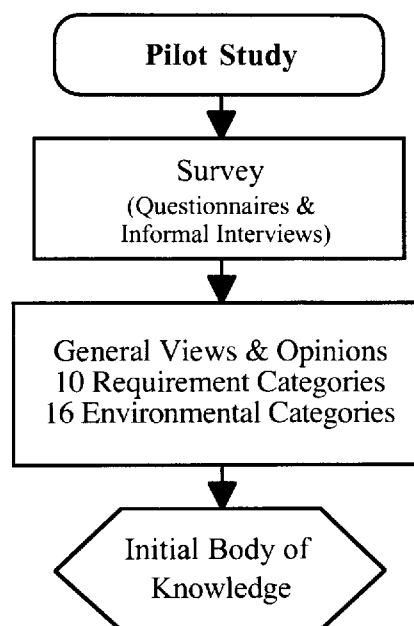 Pilot Study
Survey
(Questionnaires &
Informal Interviews)
General Views & Opinions
10 Requirement Categories
16 Environmental Categories
Initial Body of
Knowledge